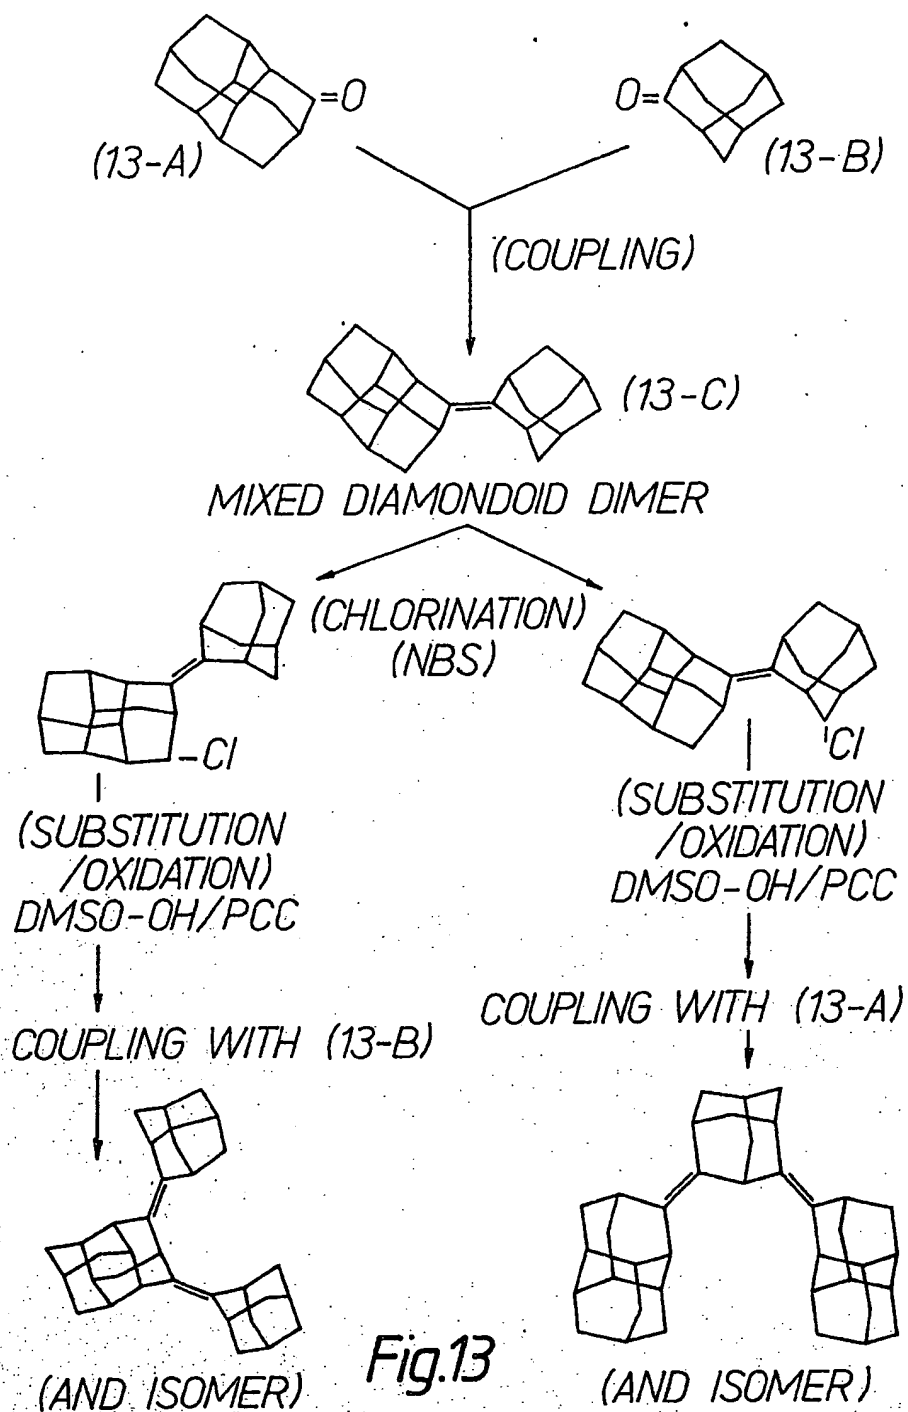 =O
O=
(13-A)
(13-B)
(COUPLING)
(13-C)
MIXED DIAMONDOID DIMER
(CHLORINATION)
(NBS)
-Cl
Cl
(SUBSTITUTION
/OXIDATION)
DMSO-OH/PCC
(SUBSTITUTION
/OXIDATION)
DMSO-OH/PCC
COUPLING WITH (13-B)
COUPLING WITH (13-A)
Fig.13
(AND ISOMER)
(AND ISOMER)